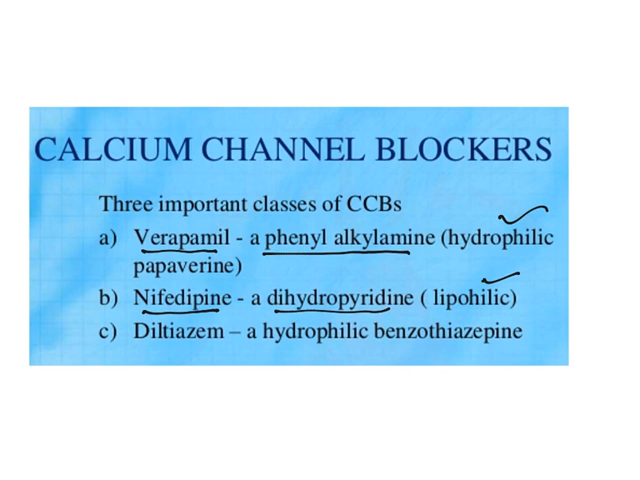 CALCIUM CHANNEL BLOCKERS
Three important classes of CCBs
a) Verapamil - a phenyl alkylamine (hydrophilic
papaverine)
b) Nifedipine - a dihydropyridine ( lipohilic)
c) Diltiazem – a hydrophilic benzothiazepine